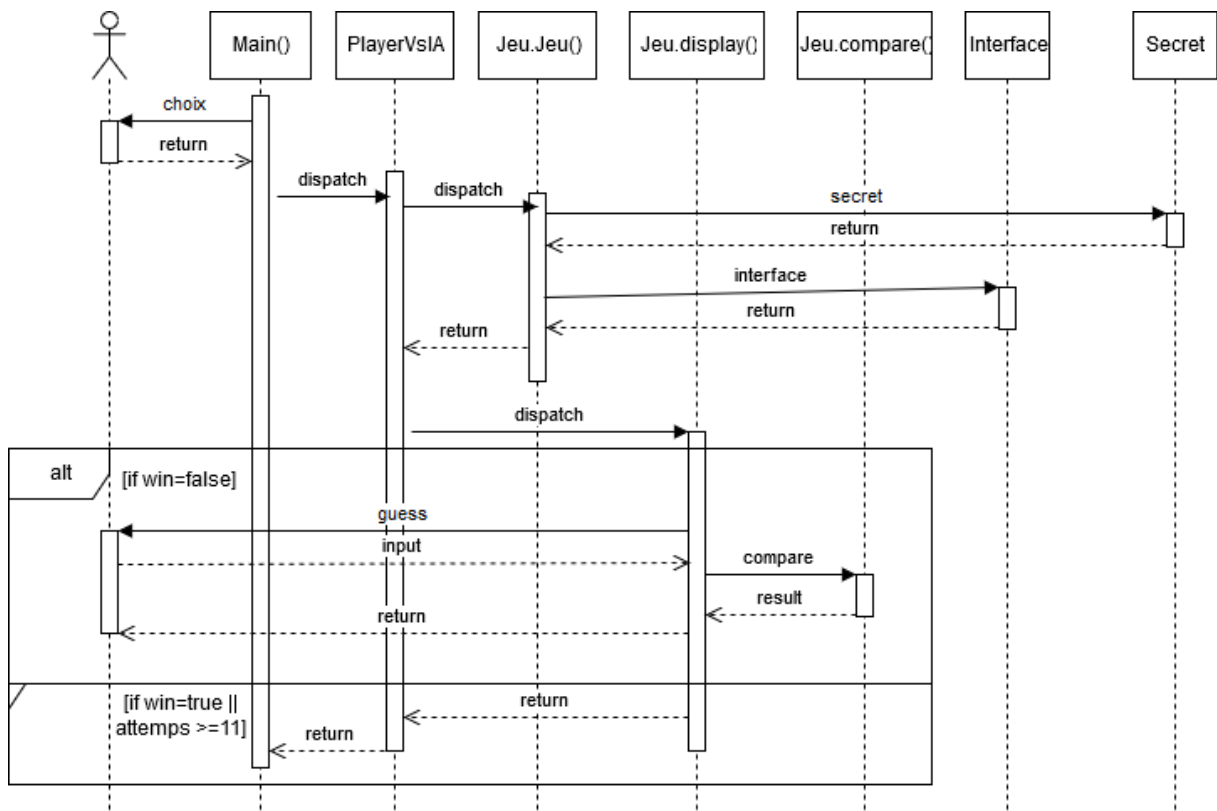 Main()
PlayerVsIA
Jeu.Jeu()
Jeu.display()
Jeu.compare()
Interface
Secret
choix
return
dispatch
dispatch
secret
return
interface
return
return
dispatch
alt
[if win=false]
guess
input
compare
result
return
[if win=true ||
attemps >=11]
return
return